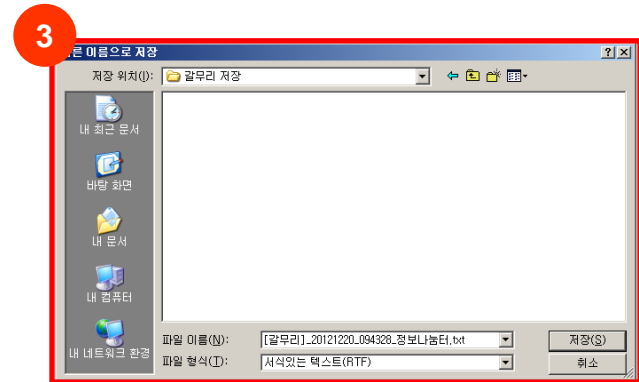 3
른 이름으로 저장
저장 위치(I):
갈무리 저장
내 최근 문서
바탕 화면
내 문서
내 컴퓨터
내 네트워크 환경
파일 이름(N): [갈무리]_20121220_094328_정보나눔터.txt 저장(S)
파일 형식(T): 서식있는 텍스트(RTF) 취소